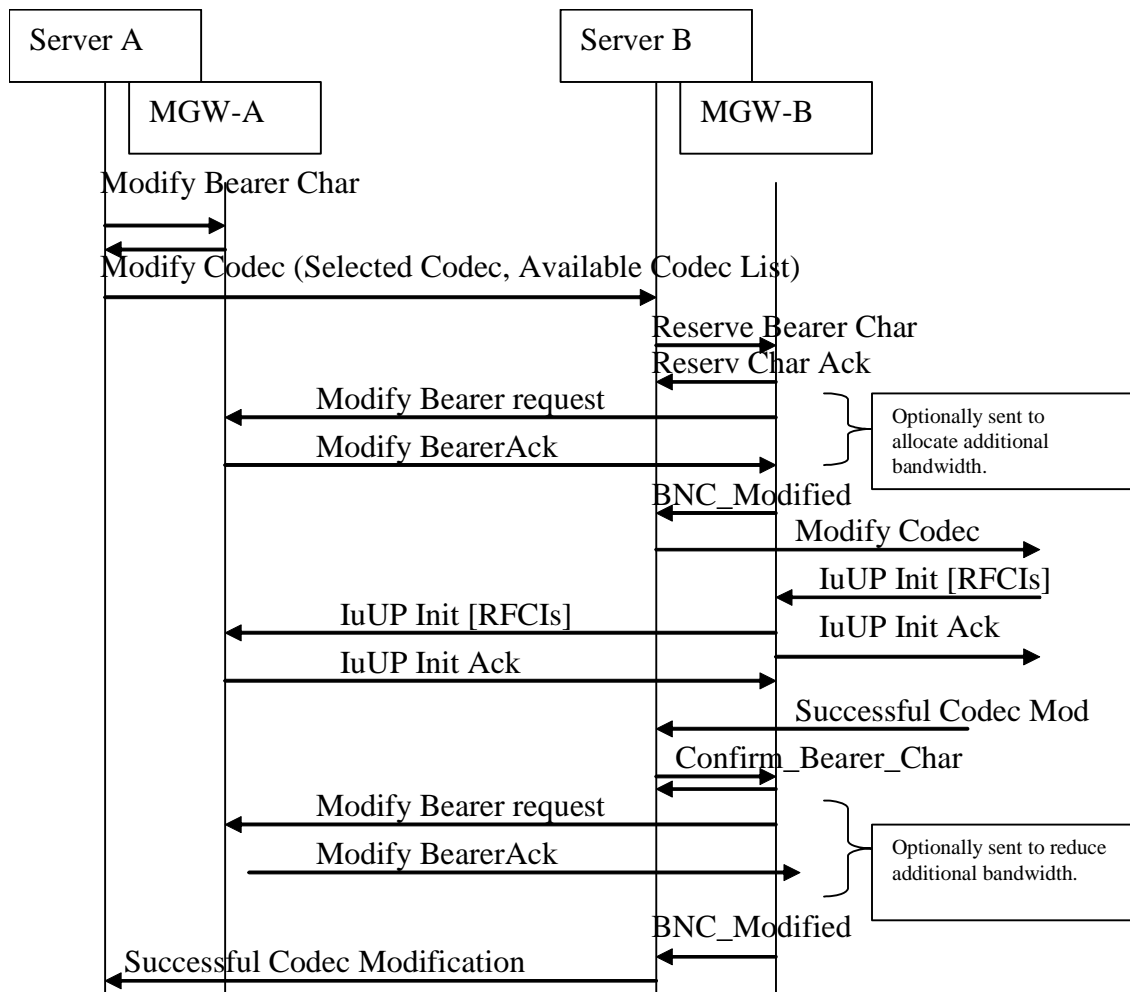 Server A
Server B
MGW-A
MGW-B
Modify Bearer Char
Modify Codec (Selected Codec, Available Codec List)
Reserve Bearer Char
Reserv Char Ack
Modify Bearer request
Optionally sent to
allocate additional
bandwidth.
Modify BearerAck
BNC_Modified
Modify Codec
IuUP Init [RFCIs]
IuUP Init [RFCIs]
IuUP Init Ack
IuUP Init Ack
Successful Codec Mod
Confirm_Bearer_Char
Modify Bearer request
Optionally sent to reduce
additional bandwidth.
Modify BearerAck
BNC_Modified
Successful Codec Modification